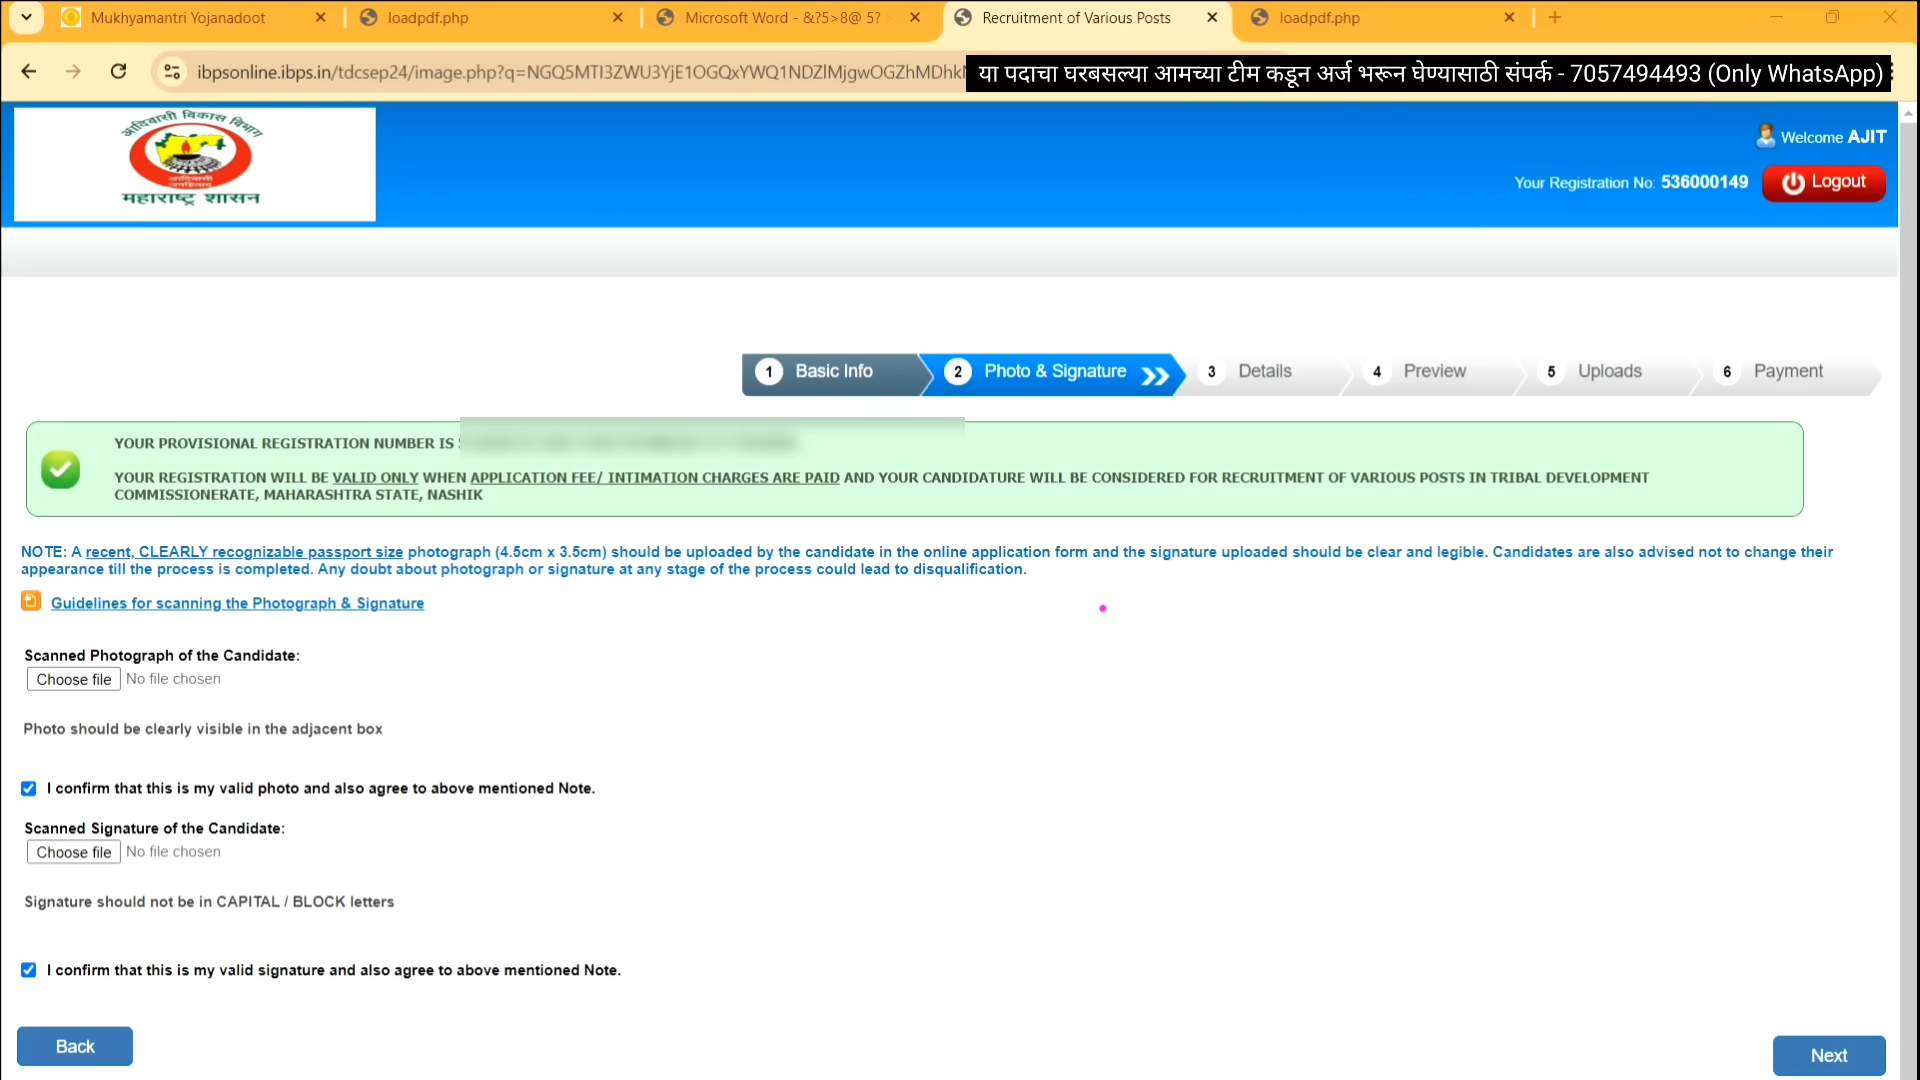 Mukhyamantri Yojanadoot
loadpdf.php
Microsoft Word - &?5>8@ 5?
Recruitment of Various Posts
loadpdf.php
ibpsonline.ibps.in/tdcsep24/image.php?q=NGQ5MTI3ZWU3YjE1OGQxYWQ1NDZlMjgwOGZhMDhkN
या पदाचा घरबसल्या आमच्या टीम कडून अर्ज भरून घेण्यासाठी संपर्क - 7057494493 (Only WhatsApp)
आदिवासी विकास विभाग
महाराष्ट्र शासन
Welcome AJIT
Your Registration No: 536000149
Logout
1 Basic Info
2 Photo & Signature
3 Details
4 Preview
5 Uploads
6 Payment
YOUR PROVISIONAL REGISTRATION NUMBER IS
YOUR REGISTRATION WILL BE VALID ONLY WHEN APPLICATION FEE/ INTIMATION CHARGES ARE PAID AND YOUR CANDIDATURE WILL BE CONSIDERED FOR RECRUITMENT OF VARIOUS POSTS IN TRIBAL DEVELOPMENT
COMMISSIONERATE, MAHARASHTRA STATE, NASHIK
NOTE: A recent, CLEARLY recognizable passport size photograph (4.5cm x 3.5cm) should be uploaded by the candidate in the online application form and the signature uploaded should be clear and legible. Candidates are also advised not to change their
appearance till the process is completed. Any doubt about photograph or signature at any stage of the process could lead to disqualification.
Guidelines for scanning the Photograph & Signature
Scanned Photograph of the Candidate:
Choose file No file chosen
Photo should be clearly visible in the adjacent box
I confirm that this is my valid photo and also agree to above mentioned Note.
Scanned Signature of the Candidate:
Choose file No file chosen
Signature should not be in CAPITAL / BLOCK letters
I confirm that this is my valid signature and also agree to above mentioned Note.
Back
Next